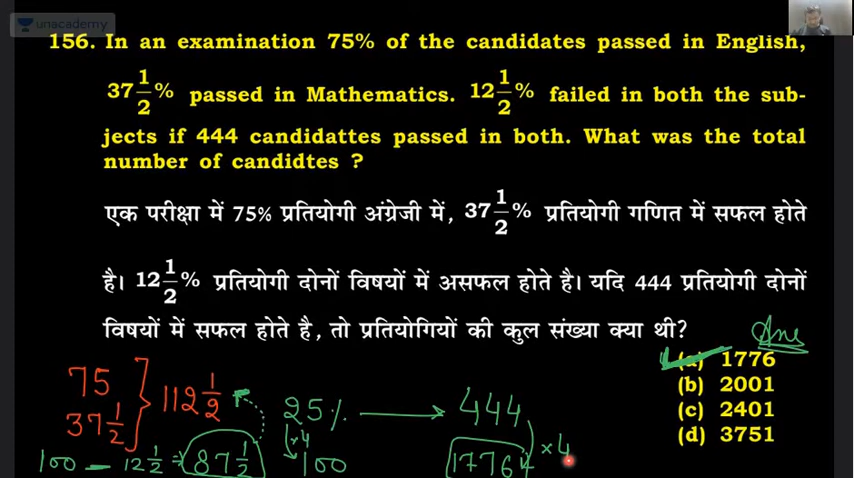 unacademy
156. In an examination 75% of the candidates passed in English,
37 1/2 % passed in Mathematics. 12 1/2 % failed in both the sub-
jects if 444 candidattes passed in both. What was the total
number of candidtes ?
एक परीक्षा में 75% प्रतियोगी अंग्रेजी में, 37 1/2 % प्रतियोगी गणित में सफल होते
है। 12 1/2 % प्रतियोगी दोनों विषयों में असफल होते है। यदि 444 प्रतियोगी दोनों
विषयों में सफल होते है, तो प्रतियोगियों की कुल संख्या क्या थी?
Ans
(a) 1776
(b) 2001
(c) 2401
(d) 3751
75
37 1/2
112 1/2
100 - 12 1/2 ⇒ 87 1/2
25% → 444
×4
×4
100
1776